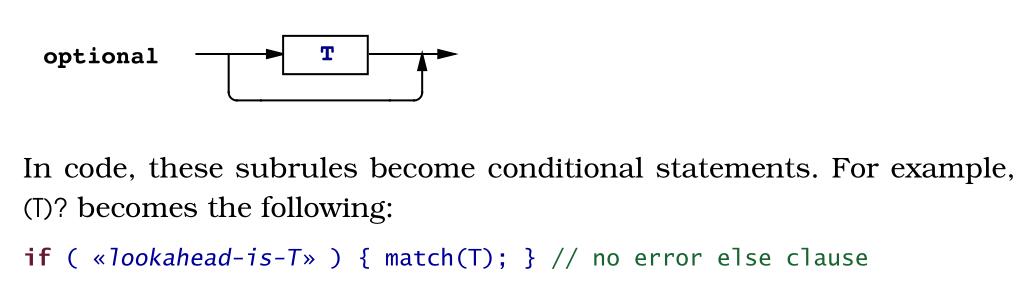 optional T
In code, these subrules become conditional statements. For example,
(T)? becomes the following:
if ( «lookahead-is-T» ) { match(T); } // no error else clause